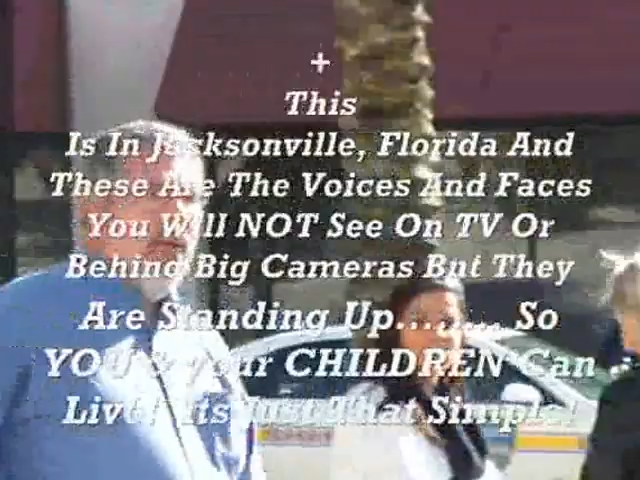 +
This
Is In Jacksonville, Florida And
These Are The Voices And Faces
You Will NOT See On TV Or
Behind Big Cameras But They
Are Standing Up........ So
YOU & Your CHILDREN Can
Live! Its Just That Simple!